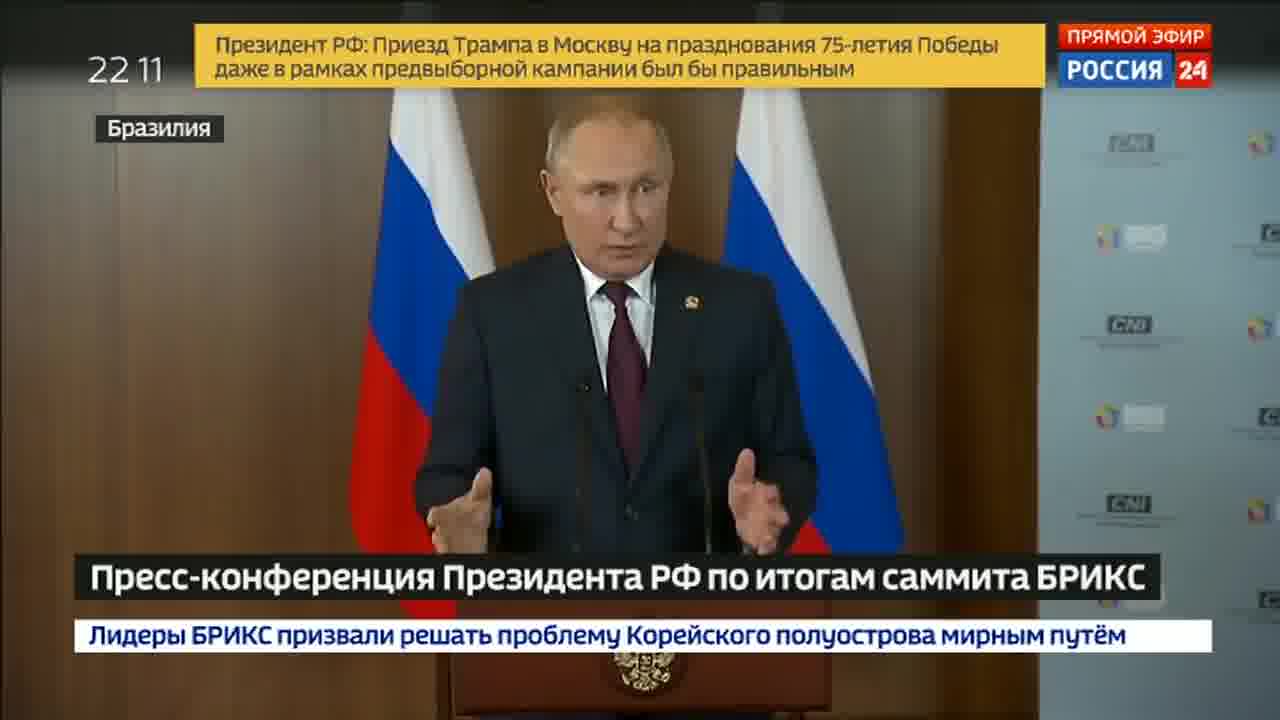 Президент РФ: Приезд Трампа в Москву на празднования 75-летия Победы
даже в рамках предвыборной кампании был бы правильным
ПРЯМОЙ ЭФИР
РОССИЯ 24
22 11
Бразилия
CNI
CNI
CNI
Пресс-конференция Президента РФ по итогам саммита БРИКС
Лидеры БРИКС призвали решать проблему Корейского полуострова мирным путём